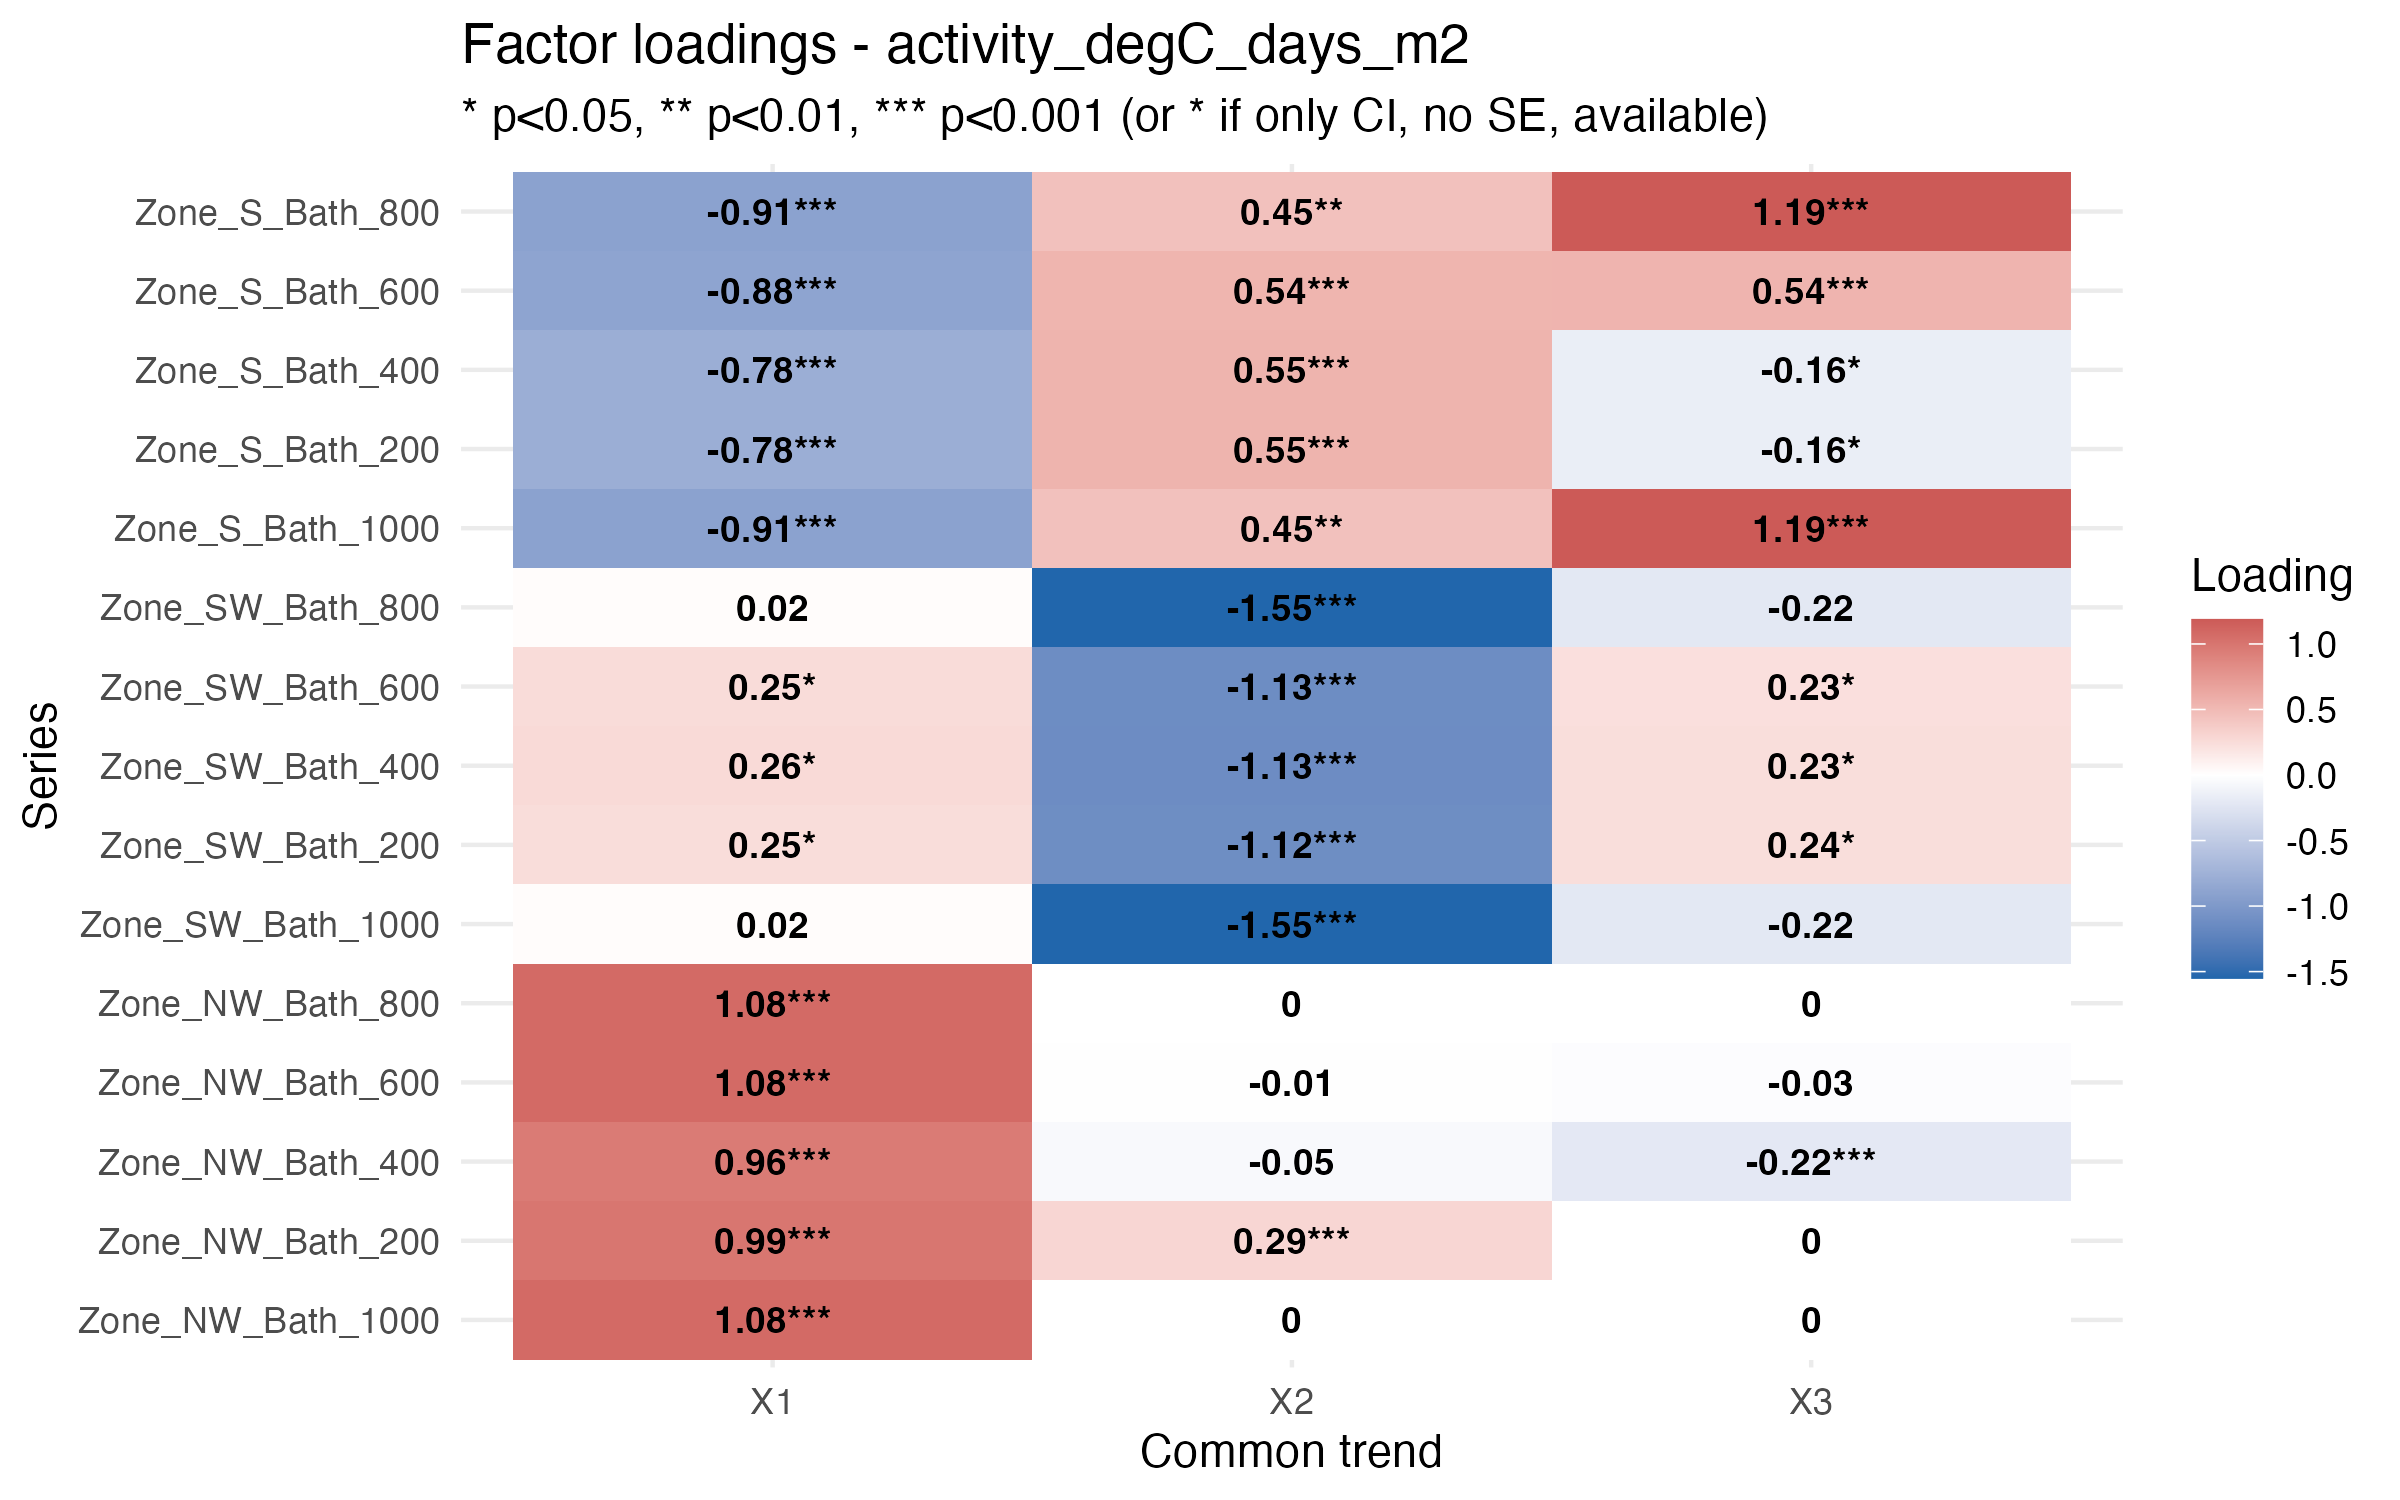 Factor loadings - activity_degC_days_m2
* p<0.05, ** p<0.01, *** p<0.001 (or * if only CI, no SE, available)
Zone_S_Bath_800 -0.91*** 0.45** 1.19***
Zone_S_Bath_600 -0.88*** 0.54*** 0.54***
Zone_S_Bath_400 -0.78*** 0.55*** -0.16*
Zone_S_Bath_200 -0.78*** 0.55*** -0.16*
Zone_S_Bath_1000 -0.91*** 0.45** 1.19***
Zone_SW_Bath_800 0.02 -1.55*** -0.22
Zone_SW_Bath_600 0.25* -1.13*** 0.23*
Zone_SW_Bath_400 0.26* -1.13*** 0.23*
Zone_SW_Bath_200 0.25* -1.12*** 0.24*
Zone_SW_Bath_1000 0.02 -1.55*** -0.22
Zone_NW_Bath_800 1.08*** 0 0
Zone_NW_Bath_600 1.08*** -0.01 -0.03
Zone_NW_Bath_400 0.96*** -0.05 -0.22***
Zone_NW_Bath_200 0.99*** 0.29*** 0
Zone_NW_Bath_1000 1.08*** 0 0
X1 X2 X3
Common trend
Series
Loading
1.0
0.5
0.0
-0.5
-1.0
-1.5